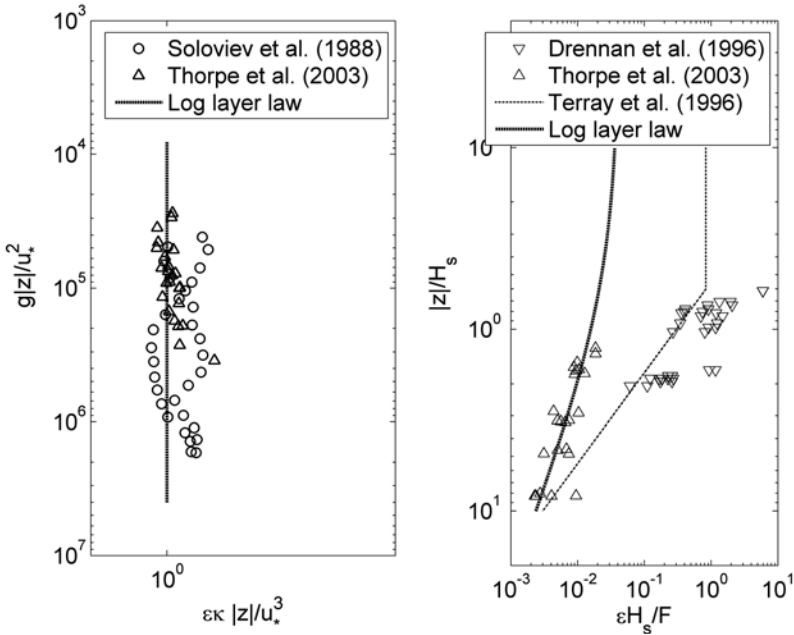 10³
Soloviev et al. (1988)
Thorpe et al. (2003)
Log layer law
10⁴
10⁵
10⁶
10⁷
g|z|/u*²
10⁰
εκ |z|/u*³
Drennan et al. (1996)
Thorpe et al. (2003)
Terray et al. (1996)
Log layer law
10
10⁰
10¹
|z|/Hₛ
10⁻³ 10⁻² 10⁻¹ 10⁰ 10¹
εHₛ/F